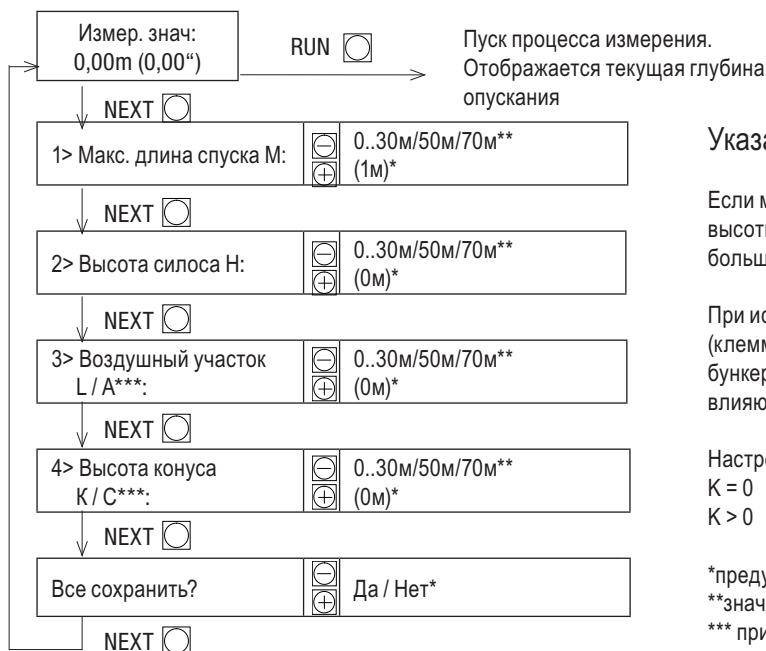 Измер. знач:
0,00m (0,00“)
RUN
Пуск процесса измерения.
Отображается текущая глубина
опускания
NEXT
1> Макс. длина спуска М:
0..30м/50м/70м**
(1м)*
NEXT
2> Высота силоса Н:
0..30м/50м/70м**
(0м)*
NEXT
3> Воздушный участок
L / A***:
0..30м/50м/70м**
(0м)*
NEXT
4> Высота конуса
К / С***:
0..30м/50м/70м**
(0м)*
NEXT
Все сохранить?
Да / Нет*
NEXT
Указа
Если
высот
больш
При ис
(клемм
бункер
влияю
Настро
K = 0
K > 0
*преду
**знач
*** при